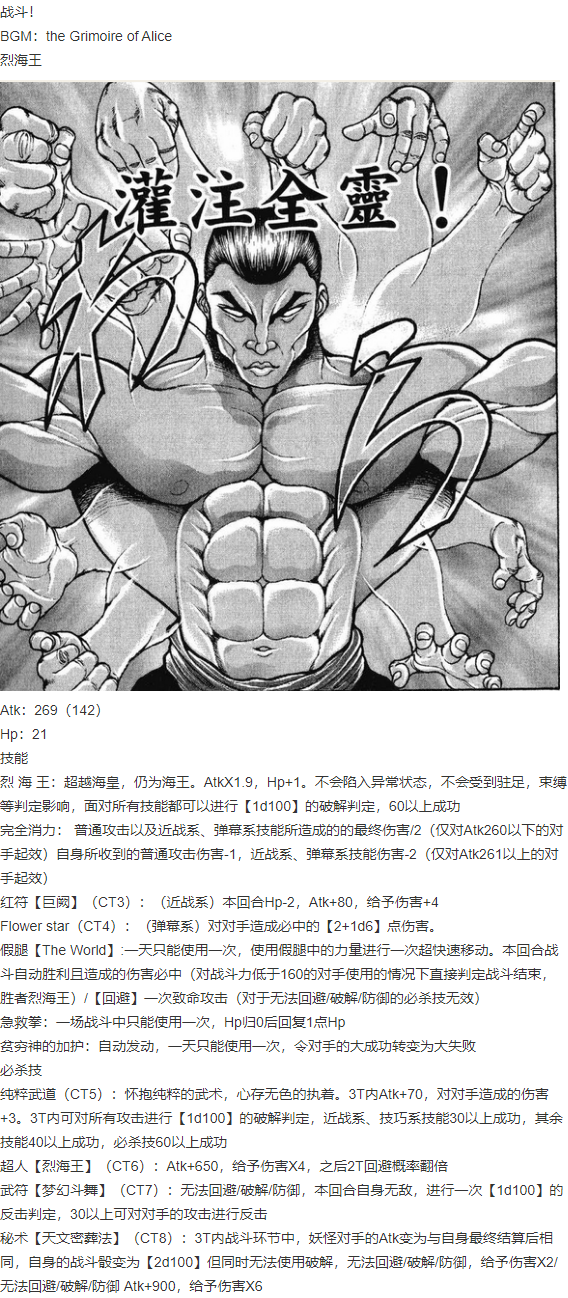 战斗！
BGM：the Grimoire of Alice
烈海王
灌注全靈！
Atk：269（142）
Hp：21
技能
烈 海 王：超越海皇，仍为海王。AtkX1.9，Hp+1。不会陷入异常状态，不会受到驻足，束缚
等判定影响，面对所有技能都可以进行【1d100】的破解判定，60以上成功
完全消力： 普通攻击以及近战系、弹幕系技能所造成的的最终伤害/2（仅对Atk260以下的对
手起效）自身所收到的普通攻击伤害-1，近战系、弹幕系技能伤害-2（仅对Atk261以上的对
手起效）
红符【巨阙】（CT3）：（近战系）本回合Hp-2，Atk+80，给予伤害+4
Flower star（CT4）：（弹幕系）对对手造成必中的【2+1d6】点伤害。
假腿【The World】:一天只能使用一次，使用假腿中的力量进行一次超快速移动。本回合战
斗自动胜利且造成的伤害必中（对战斗力低于160的对手使用的情况下直接判定战斗结束，
胜者烈海王）/【回避】一次致命攻击（对于无法回避/破解/防御的必杀技无效）
急救拳：一场战斗中只能使用一次，Hp归0后回复1点Hp
贫穷神的加护：自动发动，一天只能使用一次，令对手的大成功转变为大失败
必杀技
纯粹武道（CT5）：怀抱纯粹的武术，心存无色的执着。3T内Atk+70，对对手造成的伤害
+3。3T内可对所有攻击进行【1d100】的破解判定，近战系、技巧系技能30以上成功，其余
技能40以上成功，必杀技60以上成功
超人【烈海王】（CT6）：Atk+650，给予伤害X4，之后2T回避概率翻倍
武符【梦幻斗舞】（CT7）：无法回避/破解/防御，本回合自身无敌，进行一次【1d100】的
反击判定，30以上可对对手的攻击进行反击
秘术【天文密葬法】（CT8）：3T内战斗环节中，妖怪对手的Atk变为与自身最终结算后相
同，自身的战斗骰变为【2d100】但同时无法使用破解，无法回避/破解/防御，给予伤害X2/
无法回避/破解/防御 Atk+900，给予伤害X6